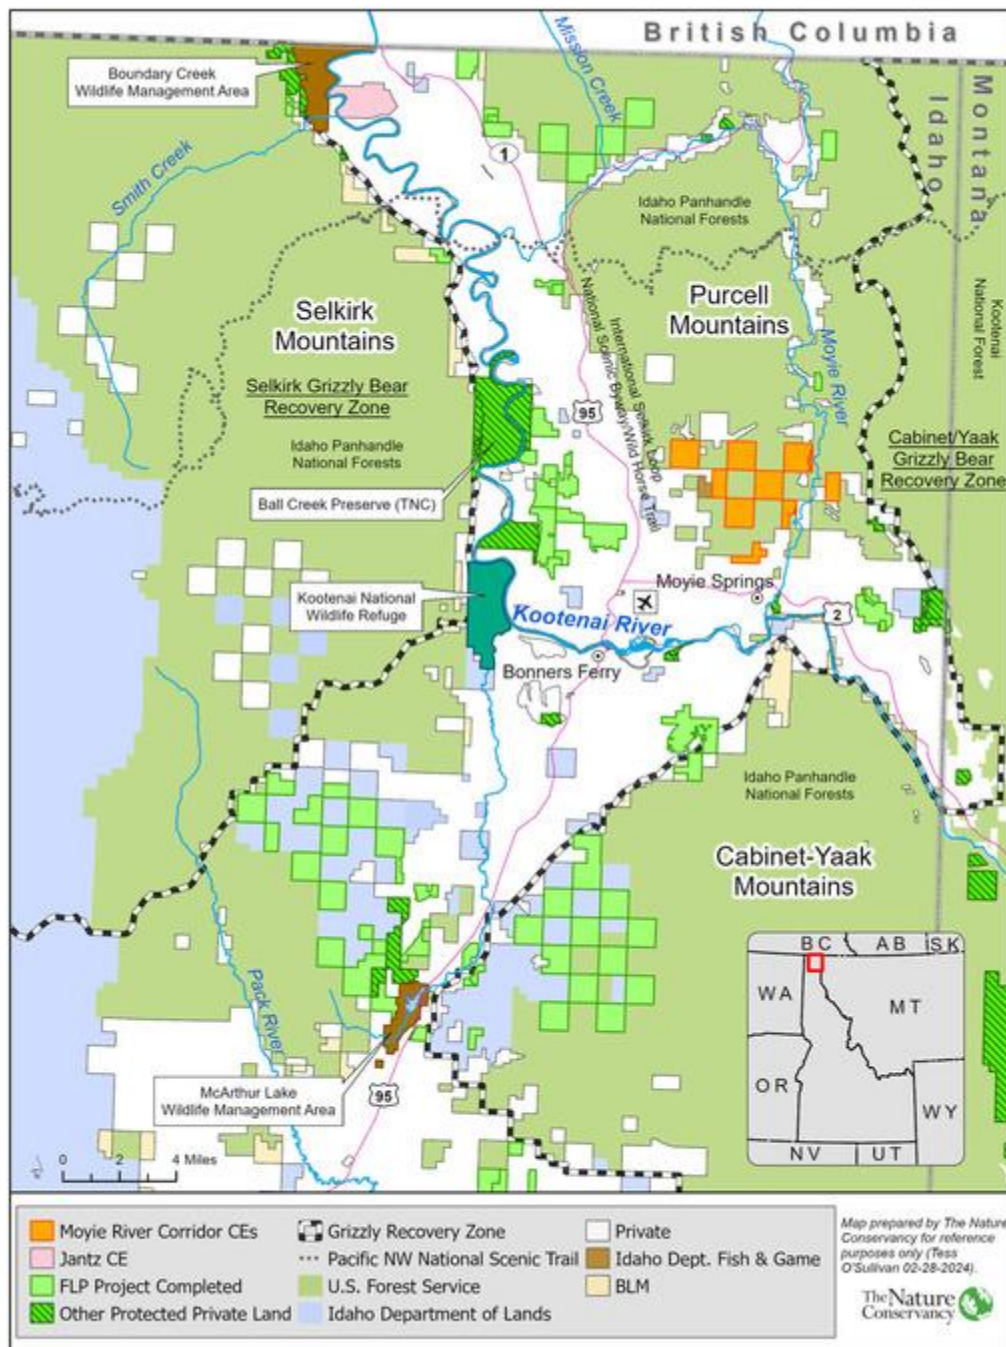 British Columbia
Boundary Creek
Wildlife Management Area
Mission Creek
Montana
Idaho
1
Smith Creek
Idaho Panhandle
National Forests
Kootenai
National Forest
Selkirk
Mountains
Purcell
Mountains
International Selkirk Loop
National Scenic Byway/Wild Horse Trail
Moyie River
Selkirk Grizzly Bear
Recovery Zone
95
Idaho Panhandle
National Forests
Cabinet/Yaak
Grizzly Bear
Recovery Zone
Ball Creek Preserve (TNC)
Moyie Springs
Kootenai National
Wildlife Refuge
Kootenai River
2
Bonners Ferry
Idaho Panhandle
National Forests
Cabinet-Yaak
Mountains
Pack River
BC
AB
SK
WA
MT
OR
WY
NV
UT
McArthur Lake
Wildlife Management Area
95
0 2 4 Miles
Moyie River Corridor CEs
Jantz CE
FLP Project Completed
Other Protected Private Land
Grizzly Recovery Zone
Pacific NW National Scenic Trail
U.S. Forest Service
Idaho Department of Lands
Private
Idaho Dept. Fish & Game
BLM
Map prepared by The Nature
Conservancy for reference
purposes only (Tess
O'Sullivan 02-28-2024).
The Nature
Conservancy